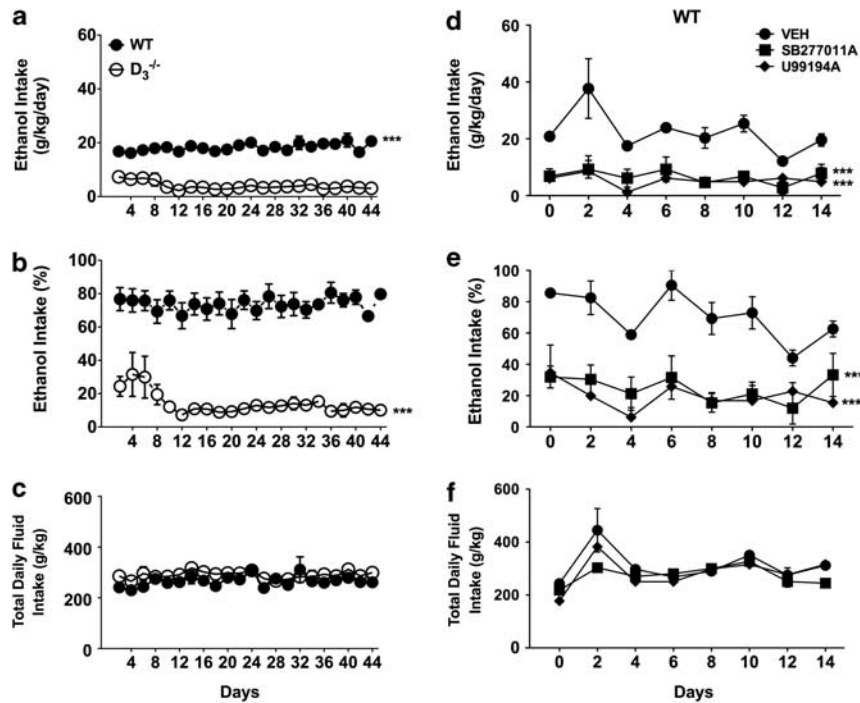 a
WT
D3-/-
Ethanol Intake
(g/kg/day)
60
40
20
0
4 8 12 16 20 24 28 32 36 40 44
***
b
Ethanol Intake (%)
100
80
60
40
20
0
4 8 12 16 20 24 28 32 36 40 44
***
c
Total Daily Fluid
Intake (g/kg)
600
400
200
0
4 8 12 16 20 24 28 32 36 40 44
Days
d
WT
VEH
SB277011A
U99194A
Ethanol Intake
(g/kg/day)
60
40
20
0
0 2 4 6 8 10 12 14
***
***
e
Ethanol Intake (%)
100
80
60
40
20
0
0 2 4 6 8 10 12 14
***
***
f
Total Daily Fluid
Intake (g/kg)
600
400
200
0
0 2 4 6 8 10 12 14
Days